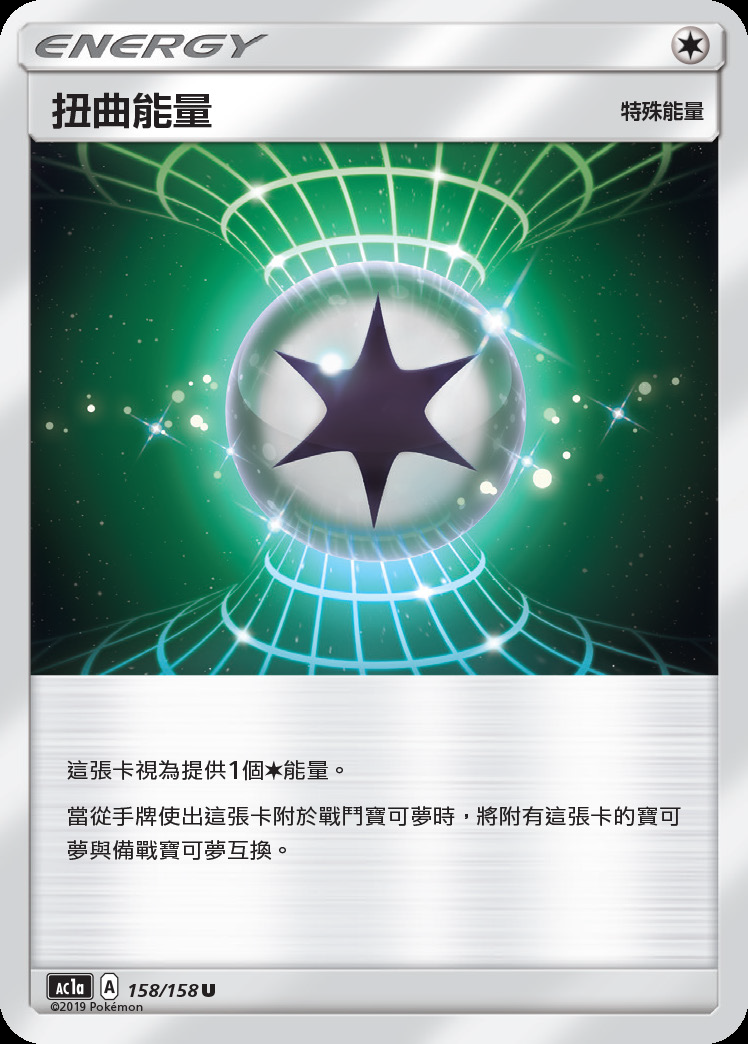 ENERGY
扭曲能量
特殊能量
這張卡視為提供1個✶能量。
當從手牌使出這張卡附於戰鬥寶可夢時，將附有這張卡的寶可
夢與備戰寶可夢互換。
AC1a A 158/158 U
©2019 Pokémon